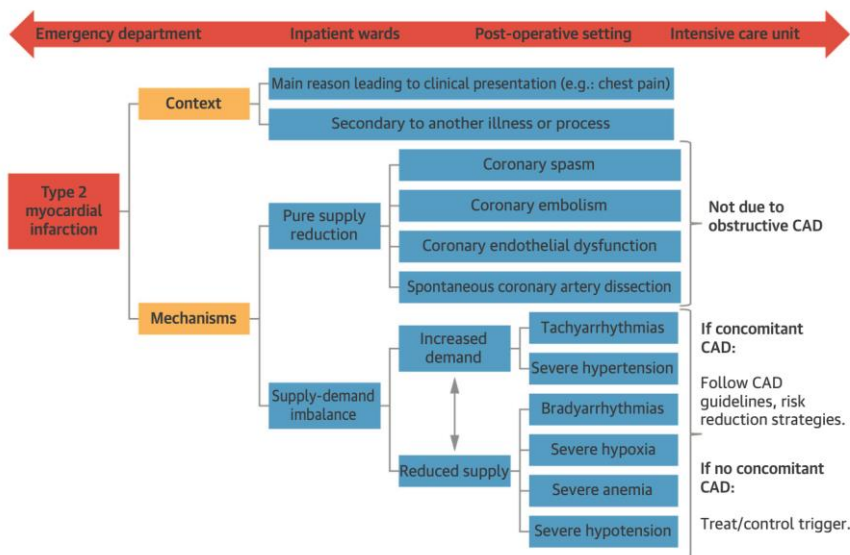 Emergency department
Inpatient wards
Post-operative setting
Intensive care unit
Main reason leading to clinical presentation (e.g.: chest pain)
Context
Secondary to another illness or process
Type 2
myocardial
infarction
Coronary spasm
Coronary embolism
Pure supply
reduction
Coronary endothelial dysfunction
Spontaneous coronary artery dissection
Not due to
obstructive CAD
Mechanisms
Increased
demand
Tachyarrhythmias
Severe hypertension
Supply-demand
imbalance
Reduced supply
Bradyarrhythmias
Severe hypoxia
Severe anemia
Severe hypotension
If concomitant
CAD:
Follow CAD
guidelines, risk
reduction strategies.
If no concomitant
CAD:
Treat/control trigger.